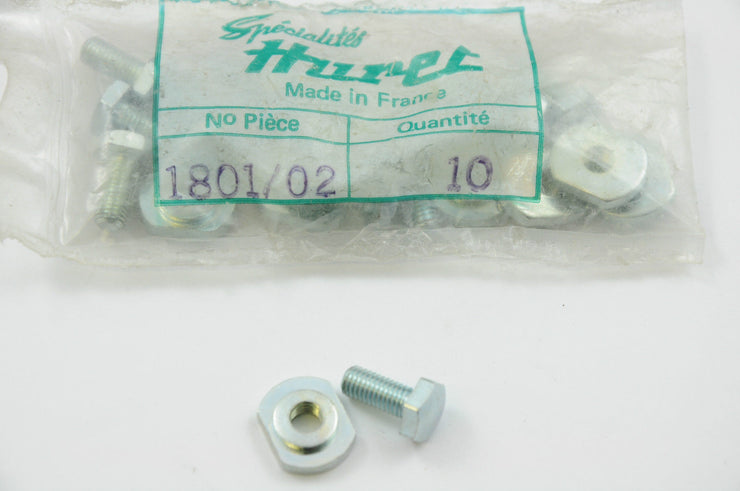 Spécialités
Huret
Made in France
No Pièce Quantité
1801/02 10